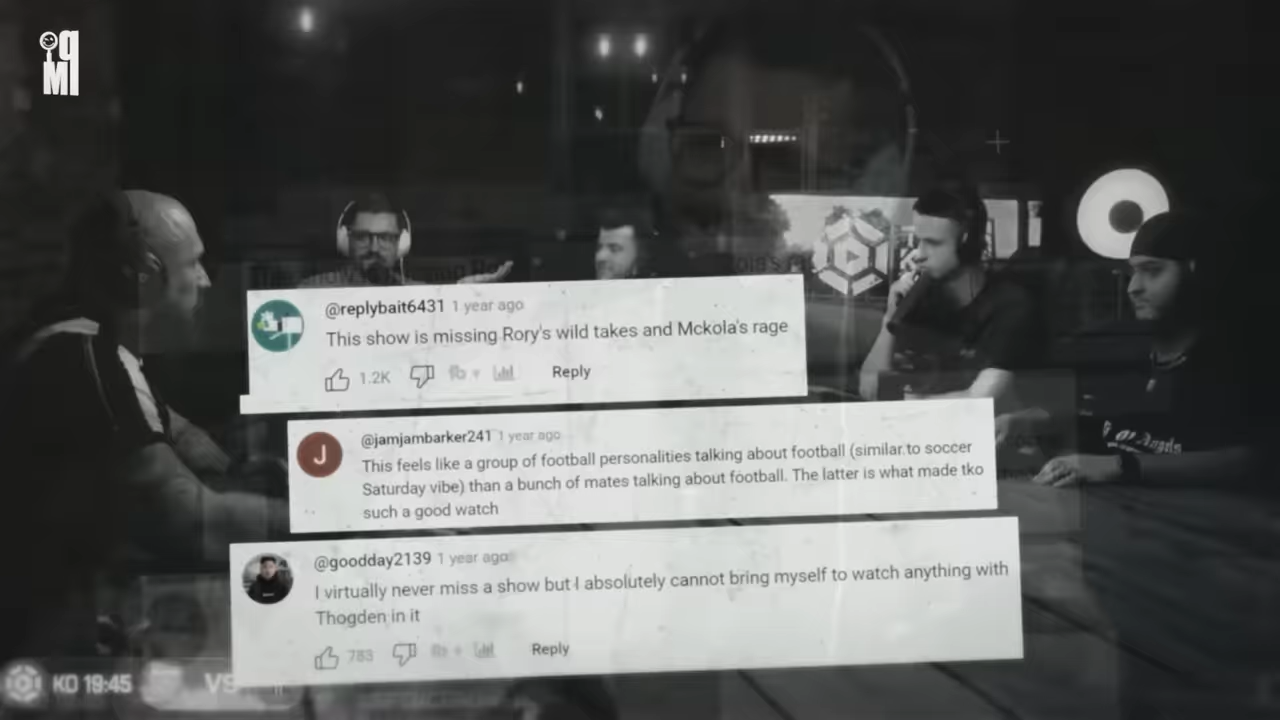 @replybait6431 1 year ago
This show is missing Rory's wild takes and Mckola's rage
1.2K
Reply
J
@jamjambarker241 1 year ago
This feels like a group of football personalities talking about football (similar to soccer
Saturday vibe) than a bunch of mates talking about football. The latter is what made tko
such a good watch
@goodday2139 1 year ago
I virtually never miss a show but I absolutely cannot bring myself to watch anything with
Thogden in it
783
Reply
KO 19:45
VS